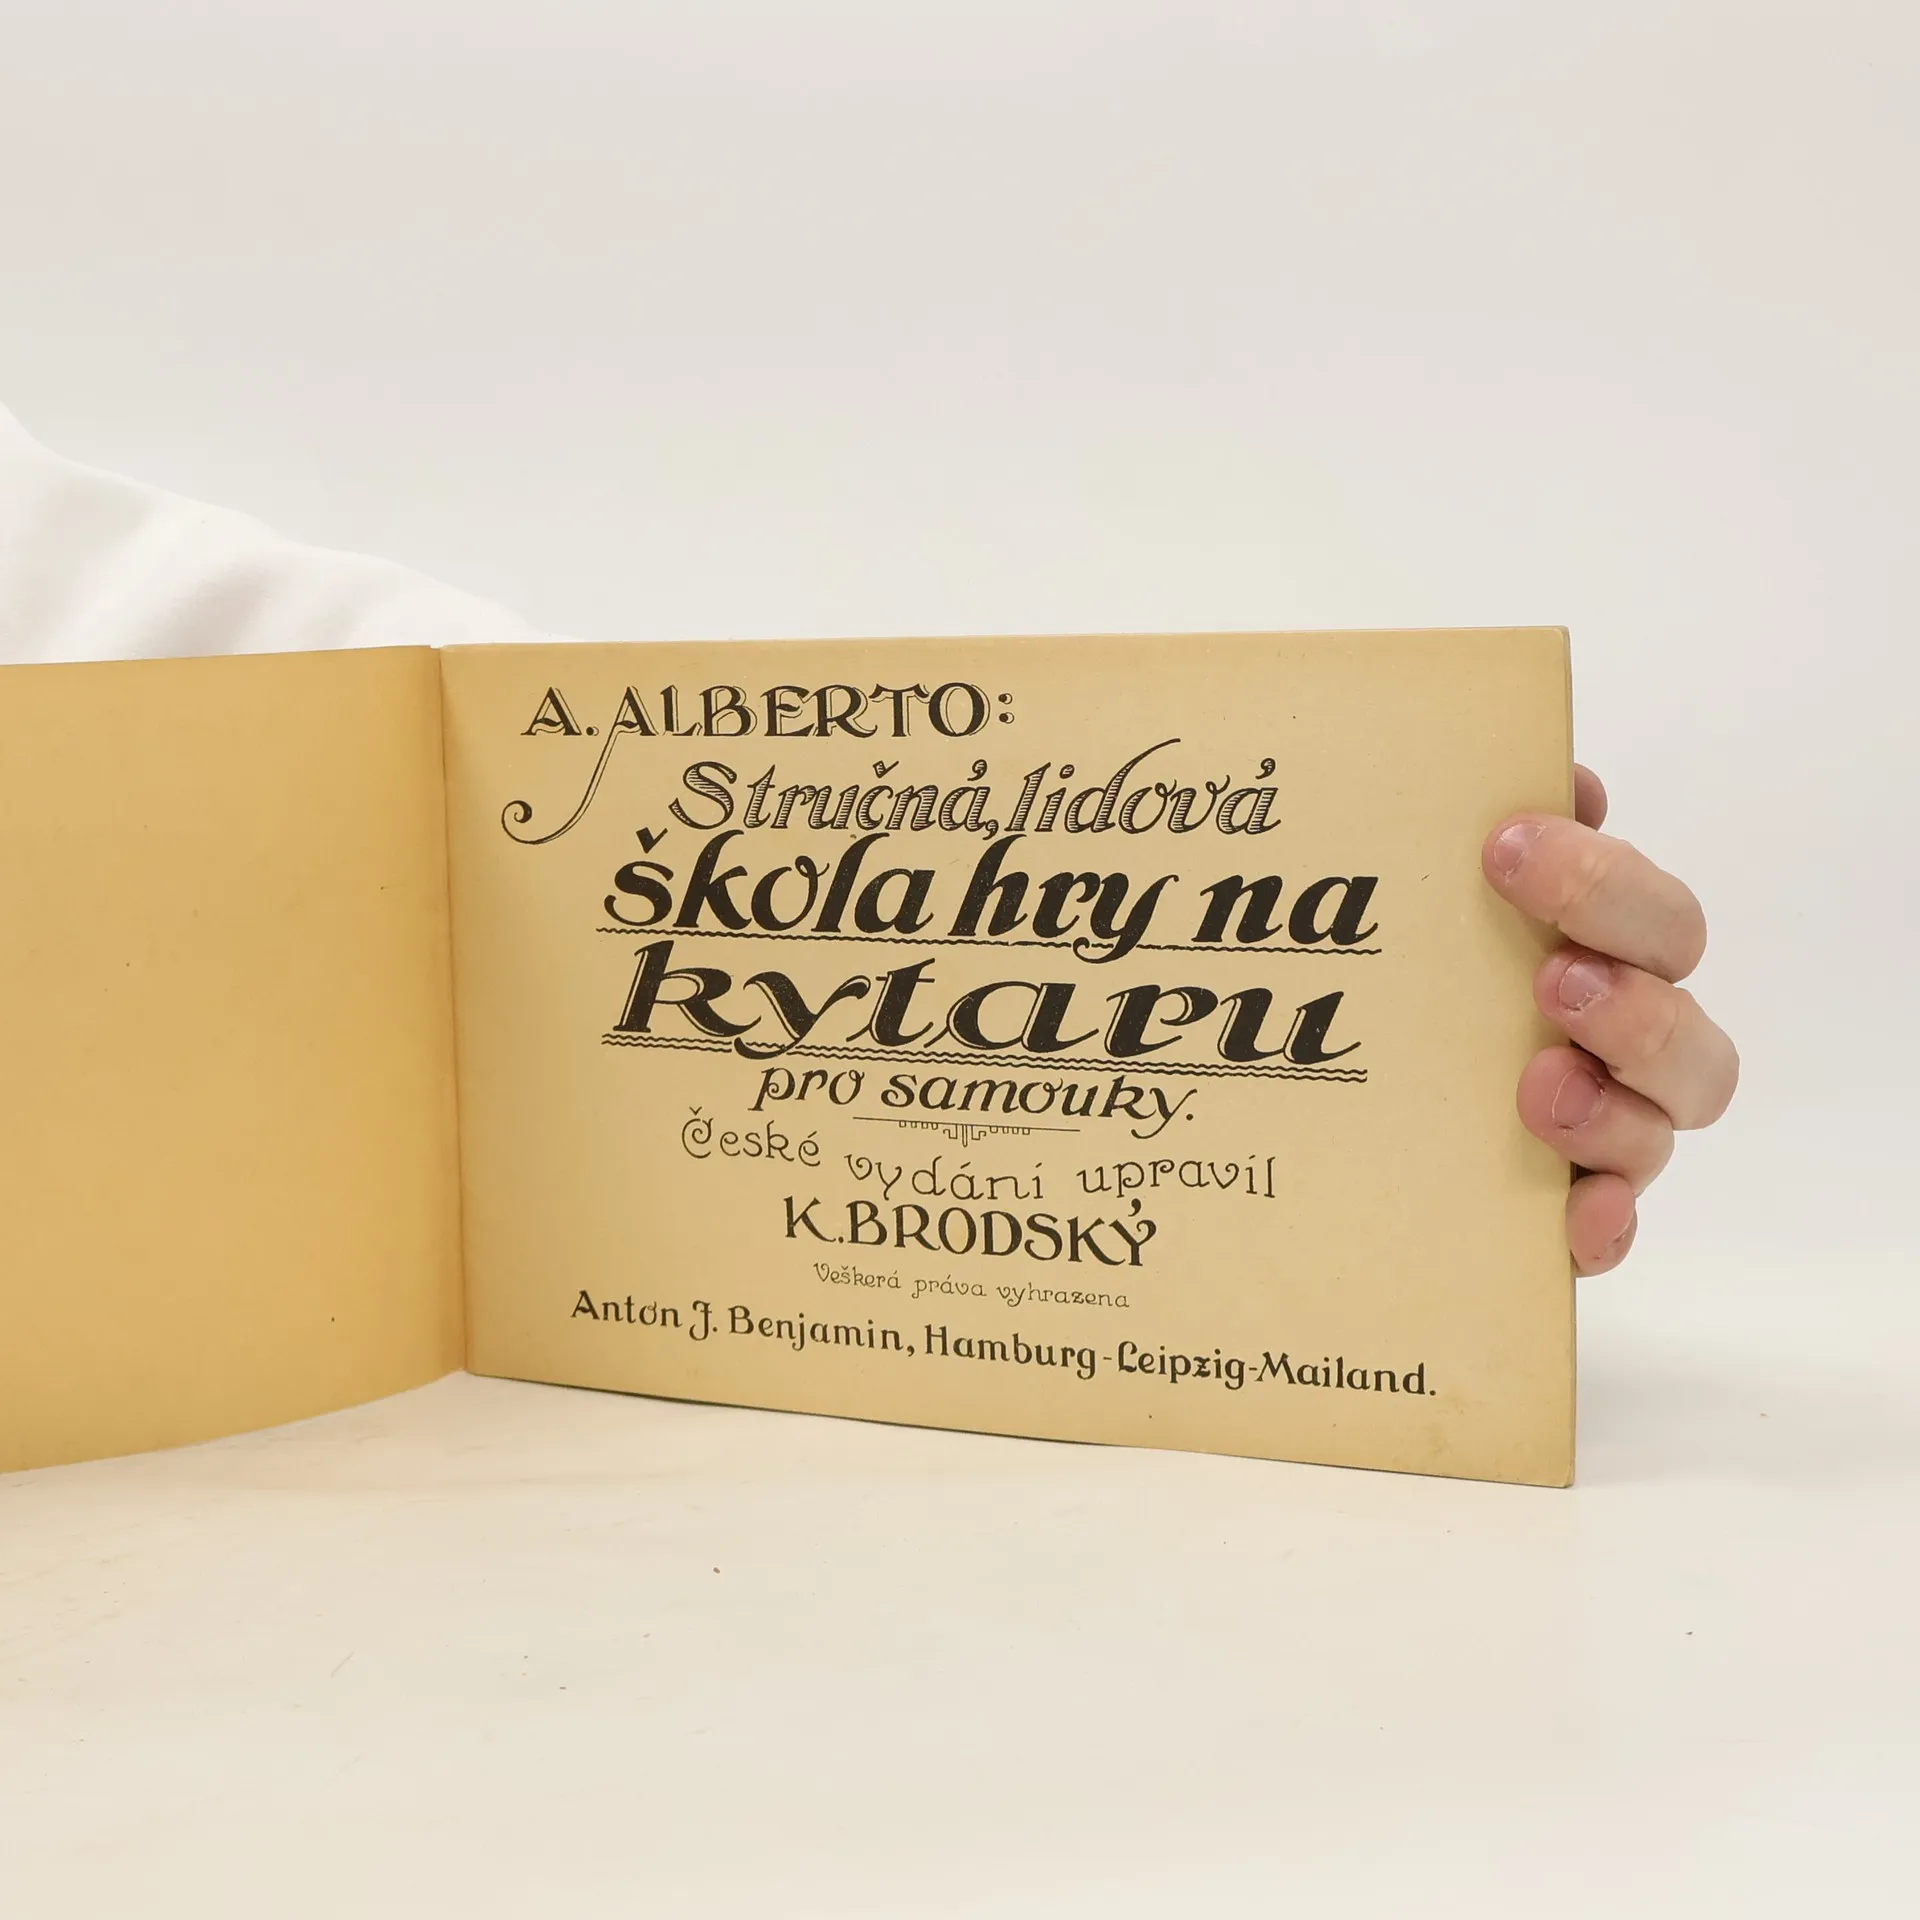 A. ALBERTO:
Stručná, lidová
škola hry na
kytaru
pro samouky.
České vydání upravil
K. BRODSKÝ
Veškerá práva vyhrazena
Anton J. Benjamin, Hamburg-Leipzig-Mailand.